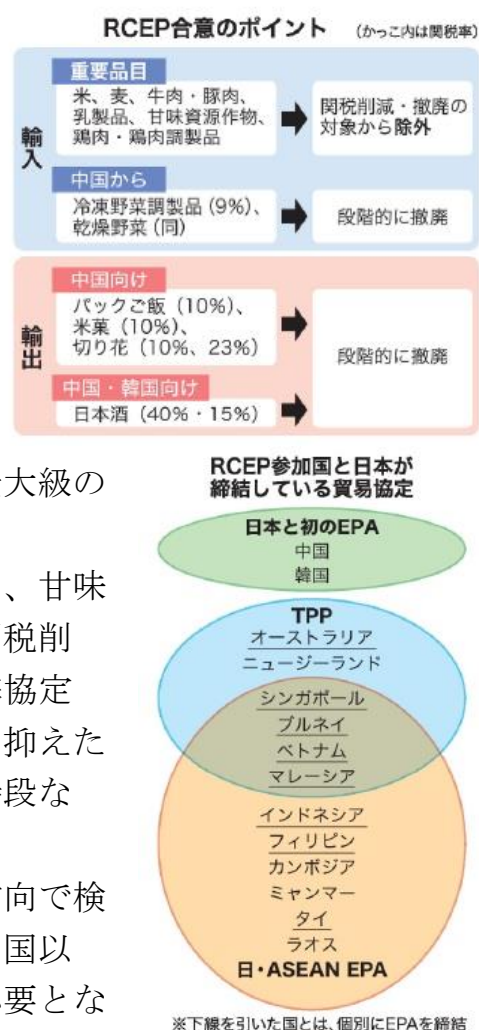 RCEP合意のポイント (かっこ内は関税率)
輸入
重要品目
米、麦、牛肉・豚肉、
乳製品、甘味資源作物、
鶏肉・鶏肉調製品
関税削減・撤廃の
対象から除外
中国から
冷凍野菜調製品(9%)、
乾燥野菜(同)
段階的に撤廃
輸出
中国向け
パックご飯(10%)、
米菓(10%)、
切り花(10%、23%)
中国・韓国向け
日本酒(40%・15%)
段階的に撤廃
大級の
、甘味
税削
協定
抑えた
段な
向で検
国以
要とな
RCEP参加国と日本が
締結している貿易協定
日本と初のEPA
中国
韓国
TPP
オーストラリア
ニュージーランド
シンガポール
ブルネイ
ベトナム
マレーシア
インドネシア
フィリピン
カンボジア
ミャンマー
タイ
ラオス
日・ASEAN EPA
※下線を引いた国とは、個別にEPAを締結